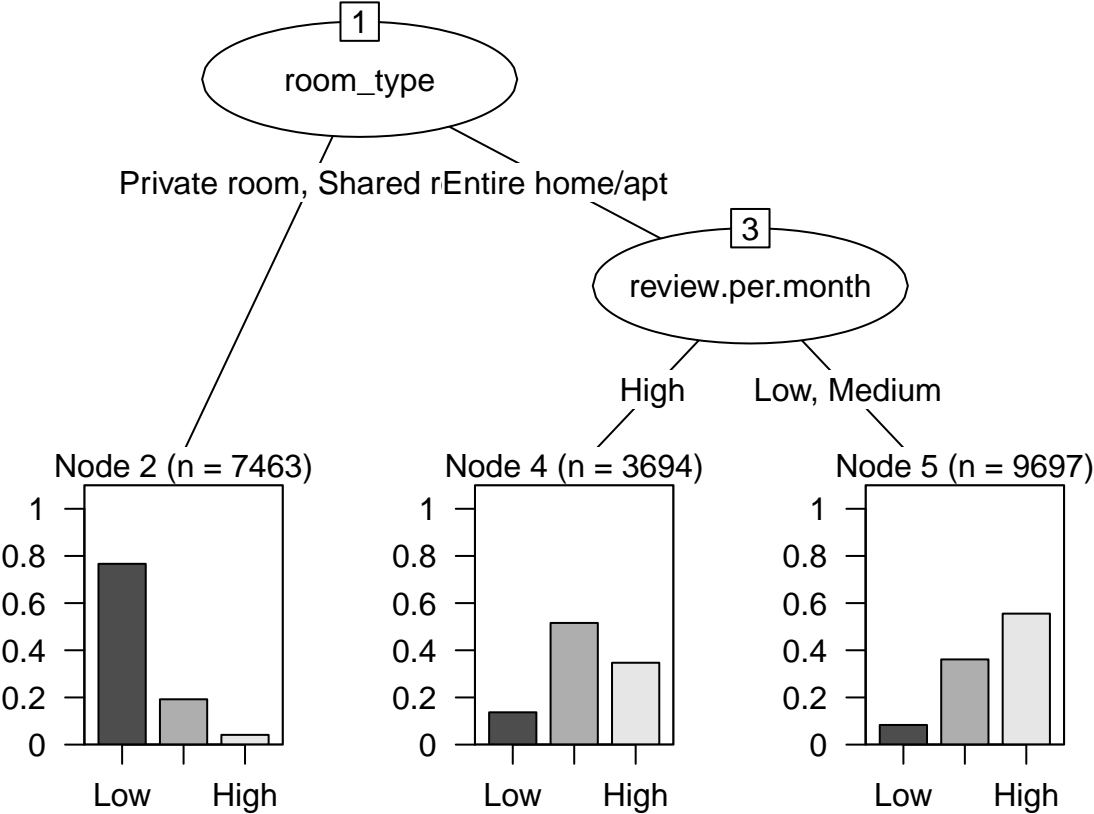 1
room_type
Private room, Shared r
Entire home/apt
3
review.per.month
High
Low, Medium
Node 2 (n = 7463)
1
0.8
0.6
0.4
0.2
0
Low High
Node 4 (n = 3694)
1
0.8
0.6
0.4
0.2
0
Low High
Node 5 (n = 9697)
1
0.8
0.6
0.4
0.2
0
Low High